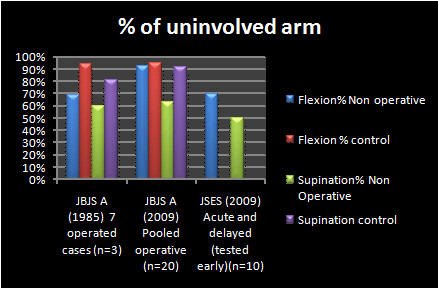 % of uninvolved arm
100%
90%
80%
70%
60%
50%
40%
30%
20%
10%
0%
JBJS A
(1985) 7
operated
cases (n=3)
JBJS A
(2009)
Pooled
operative
(n=20)
JSES (2009)
Acute and
delayed
(tested
early)(n=10)
Flexion% Non operative
Flexion % control
Supination% Non
Operative
Supination control